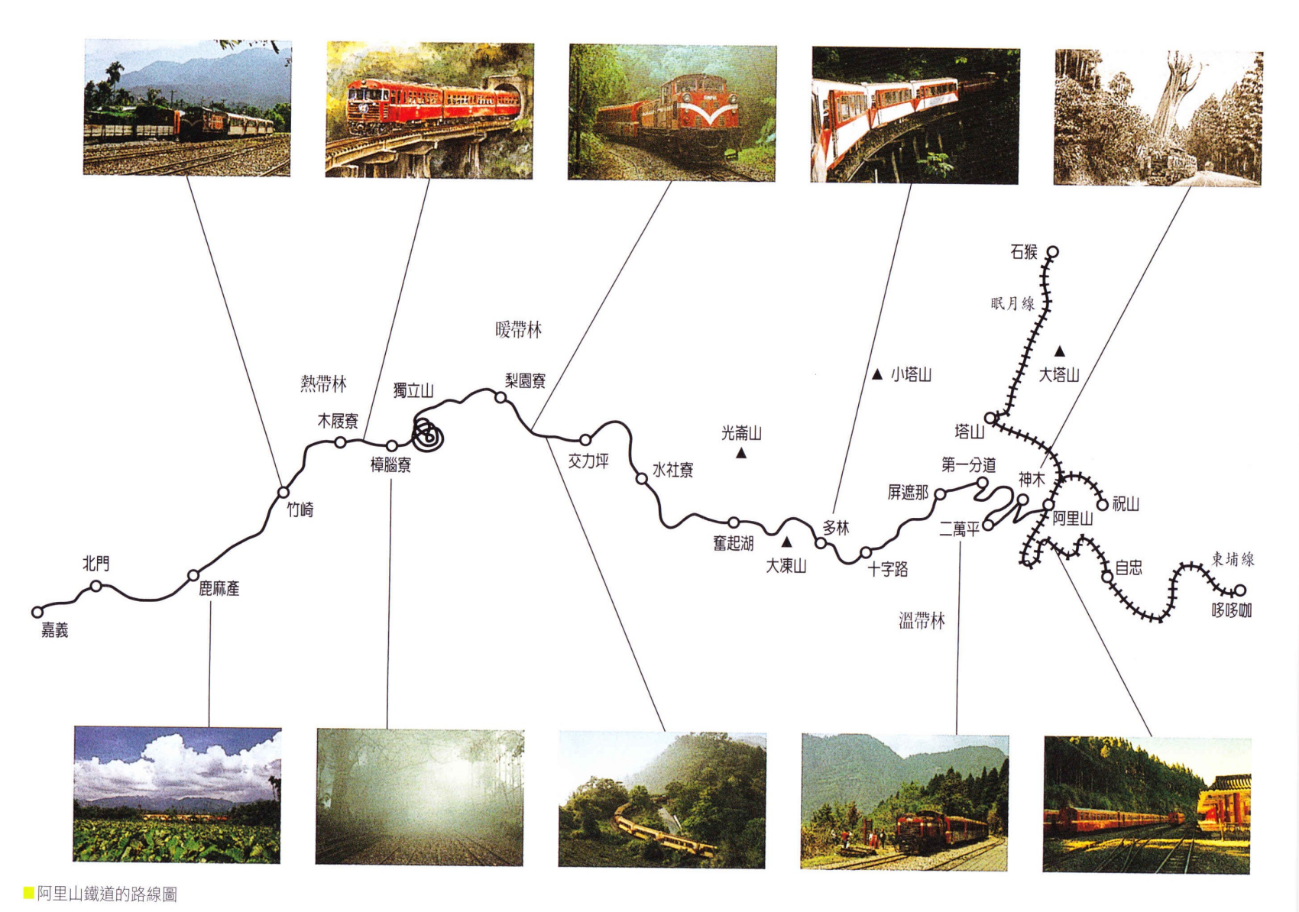 石猴
眠月線
暖帶林
小塔山
大塔山
熱帶林
獨立山
梨園寮
木屐寮
塔山
光崙山
樟腦寮
交力坪
水社寮
第一分道
神木
屏遮那
竹崎
阿里山
祝山
二萬平
多林
奮起湖
大凍山
十字路
北門
自忠
東埔線
鹿麻產
哆哆咖
嘉義
溫帶林
阿里山鐵道的路線圖